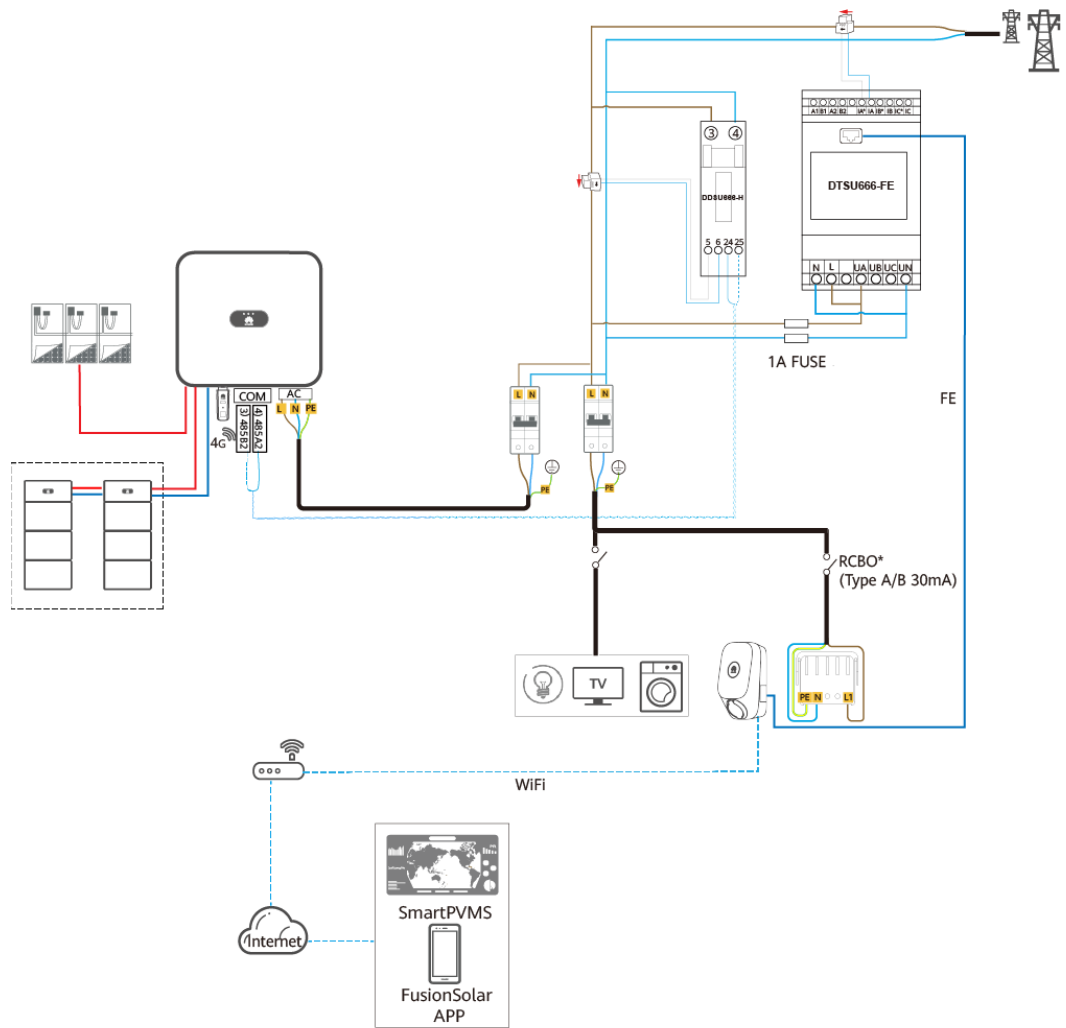 A1 B1 A2 B2 IA* IA IB* IB IC* IC
3 4
DDSU666-H
DTSU666-FE
5 6 24 25
N L UA UB UC UN
1A FUSE
FE
COM AC
4G
3) 485B2
4) 485A2
L N PE
L N
L N
PE
PE
RCBO*
(Type A/B 30mA)
TV
PE N L1
WiFi
Internet
SmartPVMS
FusionSolar
APP